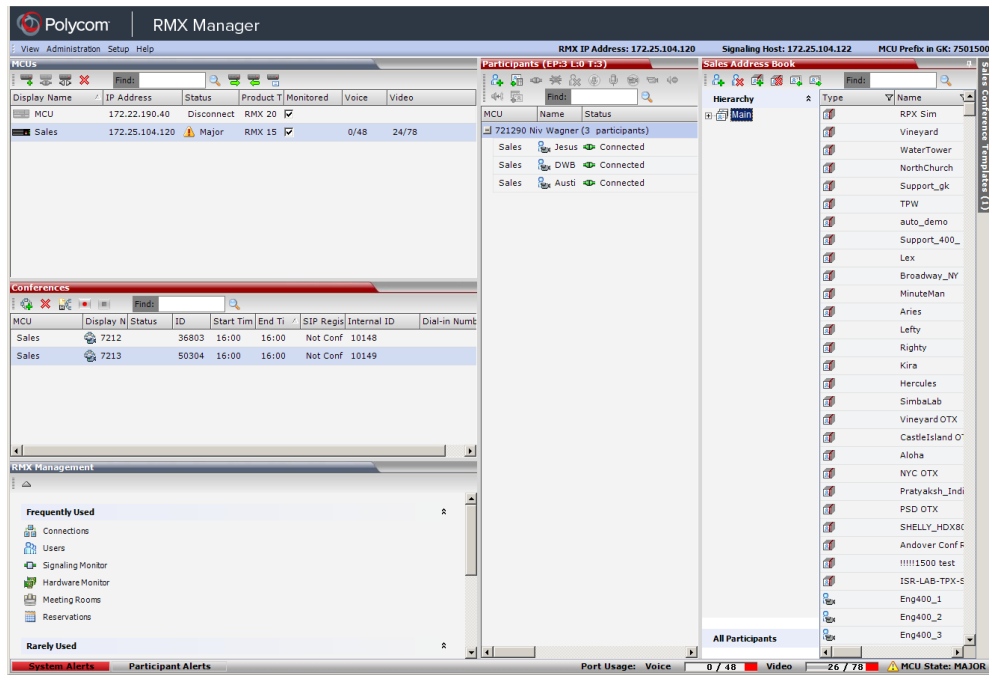 Polycom RMX Manager
View Administration Setup Help RMX IP Address: 172.25.104.120 Signaling Host: 172.25.104.122 MCU Prefix in GK: 7501500
MCUs
Find:
Display Name IP Address Status Product T Monitored Voice Video
MCU 172.22.190.40 Disconnect RMX 20
Sales 172.25.104.120 Major RMX 15 0/48 24/78
Conferences
Find:
MCU Display N Status ID Start Tim End Ti SIP Regis Internal ID Dial-in Numb
Sales 7212 36803 16:00 16:00 Not Conf 10148
Sales 7213 50304 16:00 16:00 Not Conf 10149
RMX Management
Frequently Used
Connections
Users
Signaling Monitor
Hardware Monitor
Meeting Rooms
Reservations
Rarely Used
Participants (EP:3 L:0 T:3)
Find:
MCU Name Status
721290 Niv Wagner (3 participants)
Sales Jesus Connected
Sales DWB Connected
Sales Austi Connected
Sales Address Book
Find:
Hierarchy
Main
All Participants
Type Name
RPX Sim
Vineyard
WaterTower
NorthChurch
Support_gk
TPW
auto_demo
Support_400_
Lex
Broadway_NY
MinuteMan
Aries
Lefty
Righty
Kira
Hercules
SimbaLab
Vineyard OTX
CastleIsland O
Aloha
NYC OTX
Pratyaksh_Indi
PSD OTX
SHELLY_HDX80
Andover Conf R
!!!!!1500 test
ISR-LAB-TPX-S
Eng400_1
Eng400_2
Eng400_3
Sales Conference Templates (1)
System Alerts Participant Alerts Port Usage: Voice 0 / 48 Video 26 / 78 MCU State: MAJOR